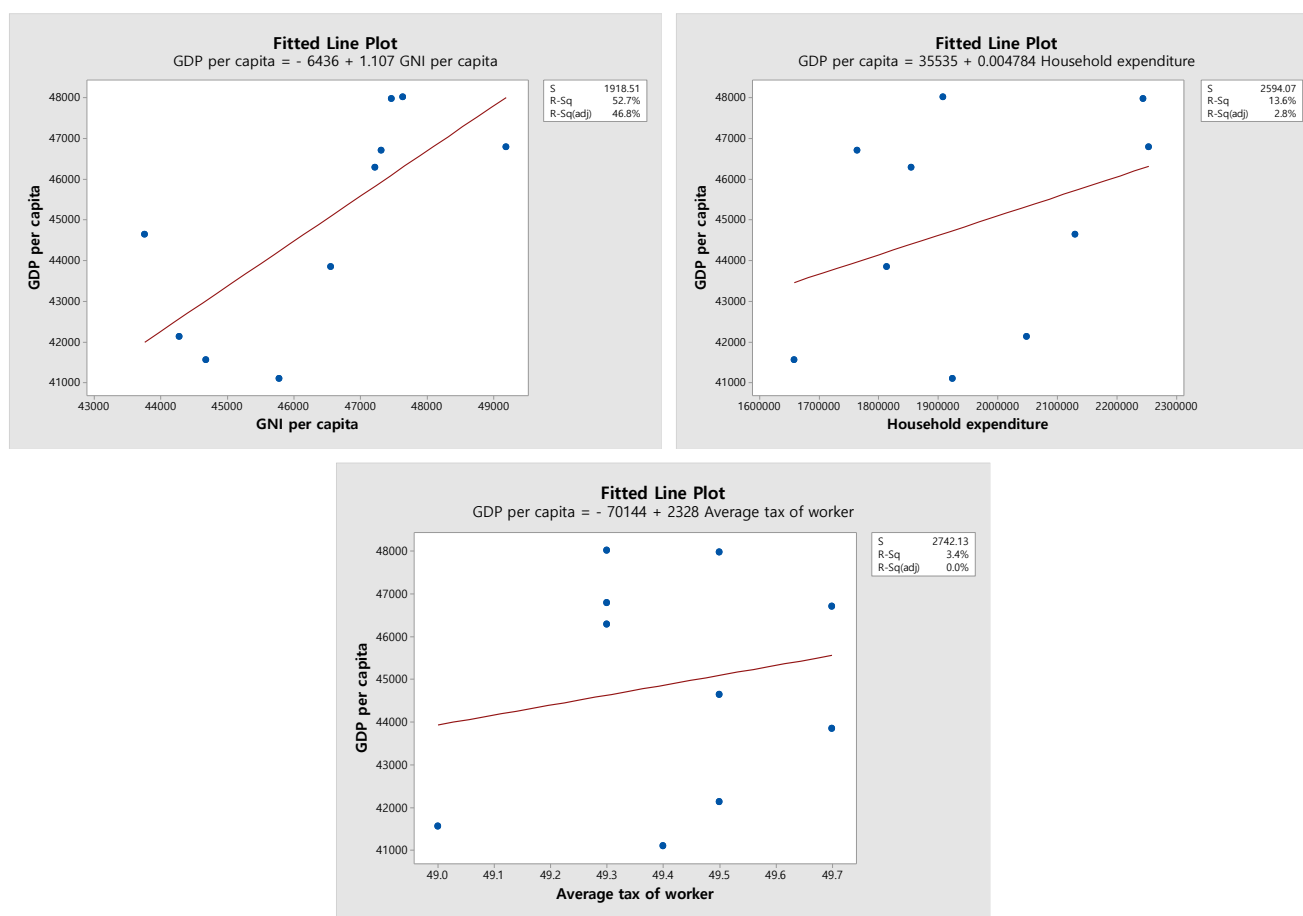 Fitted Line Plot
GDP per capita = - 6436 + 1.107 GNI per capita
S 1918.51
R-Sq 52.7%
R-Sq(adj) 46.8%
48000
47000
46000
45000
44000
43000
42000
41000
GDP per capita
43000 44000 45000 46000 47000 48000 49000
GNI per capita
Fitted Line Plot
GDP per capita = 35535 + 0.004784 Household expenditure
S 2594.07
R-Sq 13.6%
R-Sq(adj) 2.8%
48000
47000
46000
45000
44000
43000
42000
41000
GDP per capita
1600000 1700000 1800000 1900000 2000000 2100000 2200000 2300000
Household expenditure
Fitted Line Plot
GDP per capita = - 70144 + 2328 Average tax of worker
S 2742.13
R-Sq 3.4%
R-Sq(adj) 0.0%
48000
47000
46000
45000
44000
43000
42000
41000
GDP per capita
49.0 49.1 49.2 49.3 49.4 49.5 49.6 49.7
Average tax of worker